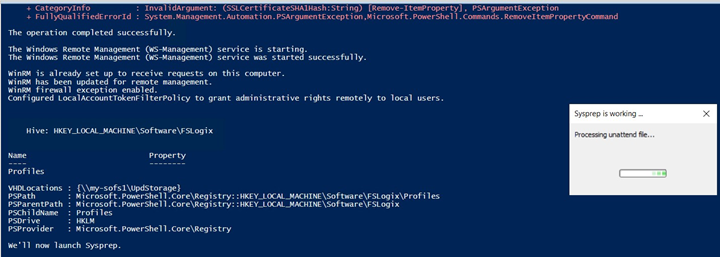 + CategoryInfo          : InvalidArgument: (SSLCertificateSHA1Hash:String) [Remove-ItemProperty], PSArgumentException
+ FullyQualifiedErrorId : System.Management.Automation.PSArgumentException,Microsoft.PowerShell.Commands.RemoveItemPropertyCommand
The operation completed successfully.
The Windows Remote Management (WS-Management) service is starting.
The Windows Remote Management (WS-Management) service was started successfully.
WinRM is already set up to receive requests on this computer.
WinRM has been updated for remote management.
WinRM firewall exception enabled.
Configured LocalAccountTokenFilterPolicy to grant administrative rights remotely to local users.
Sysprep is working ...
Processing unattend file...
Hive: HKEY_LOCAL_MACHINE\Software\FSLogix
Name                           Property
----                           --------
Profiles
VHDLocations : {\\my-sofs1\UpdStorage}
PSPath       : Microsoft.PowerShell.Core\Registry::HKEY_LOCAL_MACHINE\Software\FSLogix\Profiles
PSParentPath : Microsoft.PowerShell.Core\Registry::HKEY_LOCAL_MACHINE\Software\FSLogix
PSChildName  : Profiles
PSDrive      : HKLM
PSProvider   : Microsoft.PowerShell.Core\Registry
We'll now launch Sysprep.